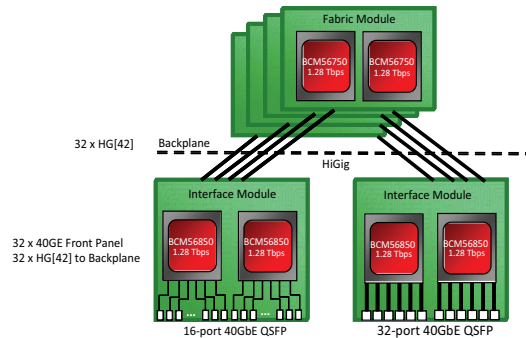 Fabric Module
BCM56750
1.28 Tbps
BCM56750
1.28 Tbps
32 x HG[42]
Backplane
HiGig
Interface Module
Interface Module
BCM56850
1.28 Tbps
BCM56850
1.28 Tbps
BCM56850
1.28 Tbps
BCM56850
1.28 Tbps
32 x 40GE Front Panel
32 x HG[42] to Backplane
...
...
16-port 40GbE QSFP
32-port 40GbE QSFP